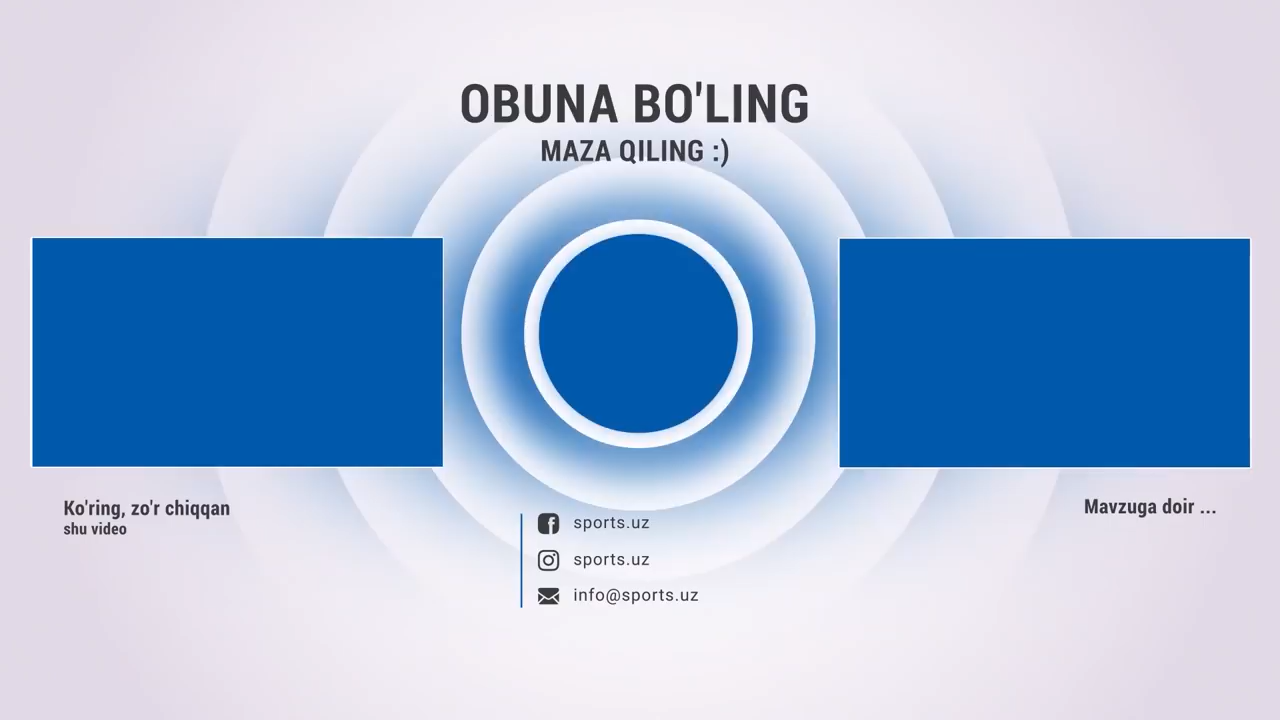 OBUNA BO'LING
MAZA QILING :)
Ko'ring, zo'r chiqqan
shu video
Mavzuga doir ...
sports.uz
sports.uz
info@sports.uz